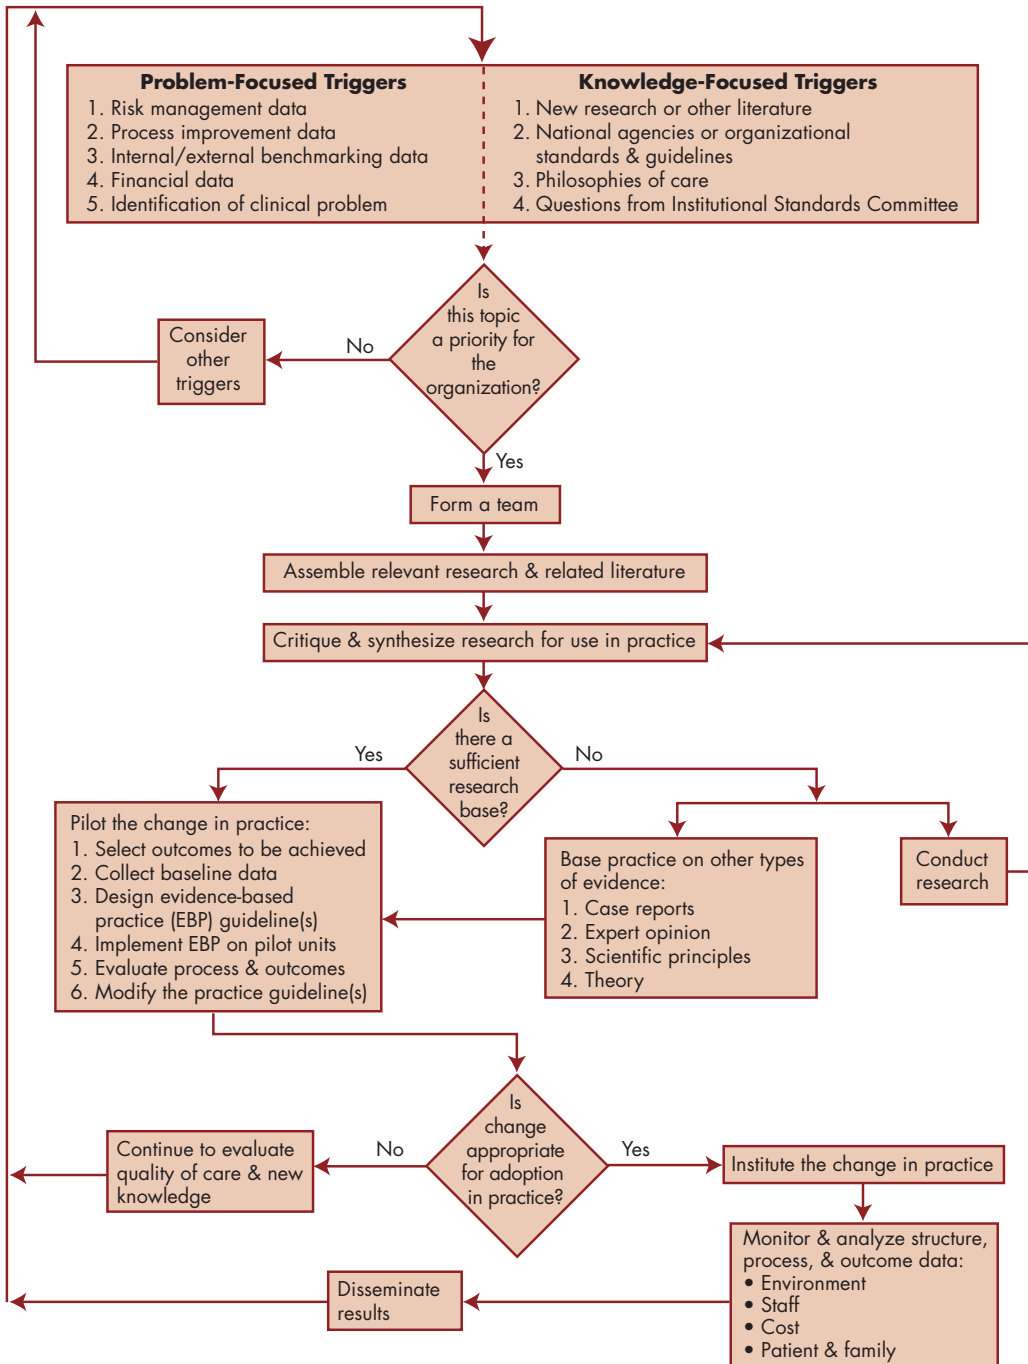 Problem-Focused Triggers
1. Risk management data
2. Process improvement data
3. Internal/external benchmarking data
4. Financial data
5. Identification of clinical problem
Knowledge-Focused Triggers
1. New research or other literature
2. National agencies or organizational
standards & guidelines
3. Philosophies of care
4. Questions from Institutional Standards Committee
Is
this topic
a priority for
the
organization?
No
Consider
other
triggers
Yes
Form a team
Assemble relevant research & related literature
Critique & synthesize research for use in practice
Is
there a
sufficient
research
base?
Yes
No
Pilot the change in practice:
1. Select outcomes to be achieved
2. Collect baseline data
3. Design evidence-based
practice (EBP) guideline(s)
4. Implement EBP on pilot units
5. Evaluate process & outcomes
6. Modify the practice guideline(s)
Base practice on other types
of evidence:
1. Case reports
2. Expert opinion
3. Scientific principles
4. Theory
Conduct
research
Is
change
appropriate
for adoption
in practice?
No
Yes
Continue to evaluate
quality of care & new
knowledge
Institute the change in practice
Monitor & analyze structure,
process, & outcome data:
• Environment
• Staff
• Cost
• Patient & family
Disseminate
results